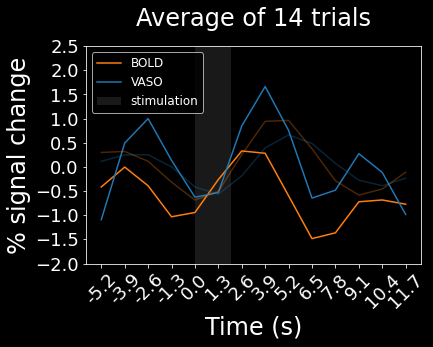 Average of 14 trials
% signal change
2.5
2.0
1.5
1.0
0.5
0.0
−0.5
−1.0
−1.5
−2.0
BOLD
VASO
stimulation
-5.2 -3.9 -2.6 -1.3 0.0 1.3 2.6 3.9 5.2 6.5 7.8 9.1 10.4 11.7
Time (s)